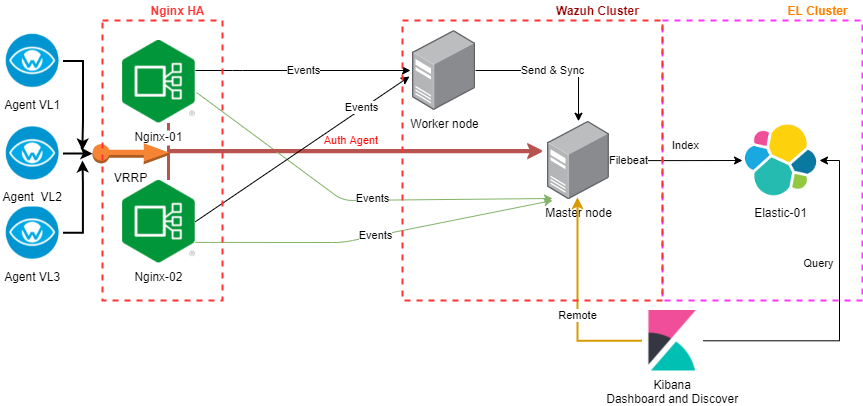 Nginx HA
Wazuh Cluster
EL Cluster
Agent VL1
Agent  VL2
Agent VL3
Nginx-01
VRRP
Nginx-02
Events
Events
Auth Agent
Events
Events
Worker node
Send & Sync
Master node
Filebeat
Index
Elastic-01
Query
Remote
Kibana
Dashboard and Discover